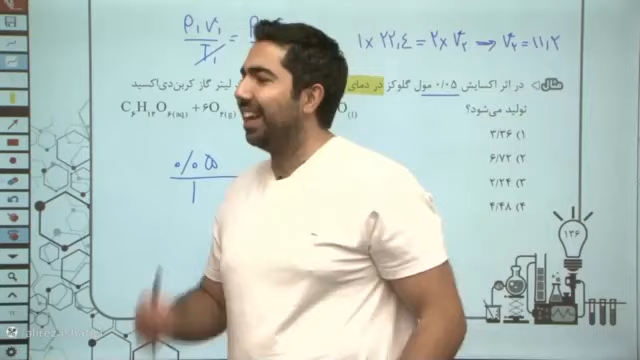 P₁V₁/T₁ =
1 × ۲۲,۴ = ۲ × V₂ → V₂ = ۱۱,۲
مثال در اثر اکسایش ۰/۰۵ مول گلوکز در دمای لیتر گاز کربن‌دی‌اکسید
تولید می‌شود؟
C₆H₁₂O₆(aq) + 6O₂(g) O(l)
۱) ۳/۳۶
۲) ۶/۷۲
۳) ۲/۲۴
۴) ۴/۴۸
۰/۰۵
۱
۱۳۶